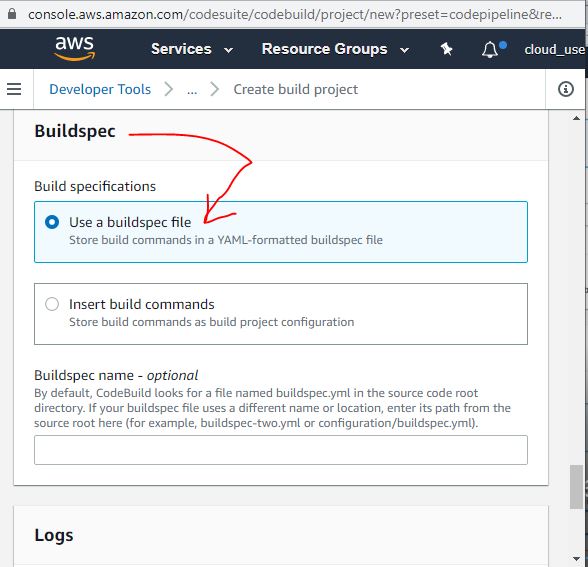 console.aws.amazon.com/codesuite/codebuild/project/new?preset=codepipeline&re...
aws Services Resource Groups cloud_use
Developer Tools ... Create build project
Buildspec
Build specifications
Use a buildspec file
Store build commands in a YAML-formatted buildspec file
Insert build commands
Store build commands as build project configuration
Buildspec name - optional
By default, CodeBuild looks for a file named buildspec.yml in the source code root
directory. If your buildspec file uses a different name or location, enter its path from the
source root here (for example, buildspec-two.yml or configuration/buildspec.yml).
Logs